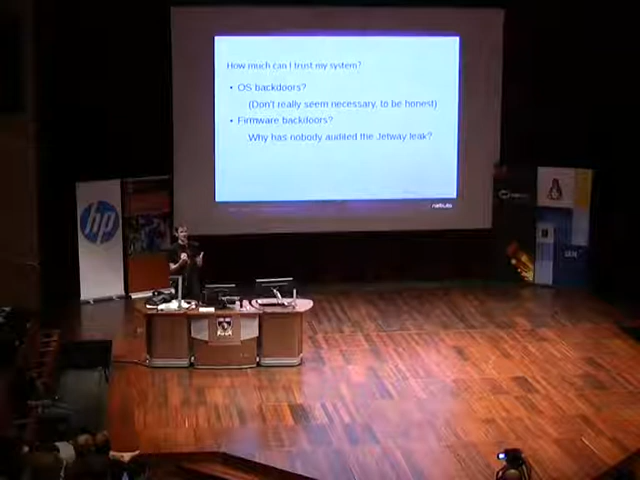 How much can I trust my system?
• OS backdoors?
(Don't really seem necessary, to be honest)
• Firmware backdoors?
Why has nobody audited the Jetway leak?
nebula
hp